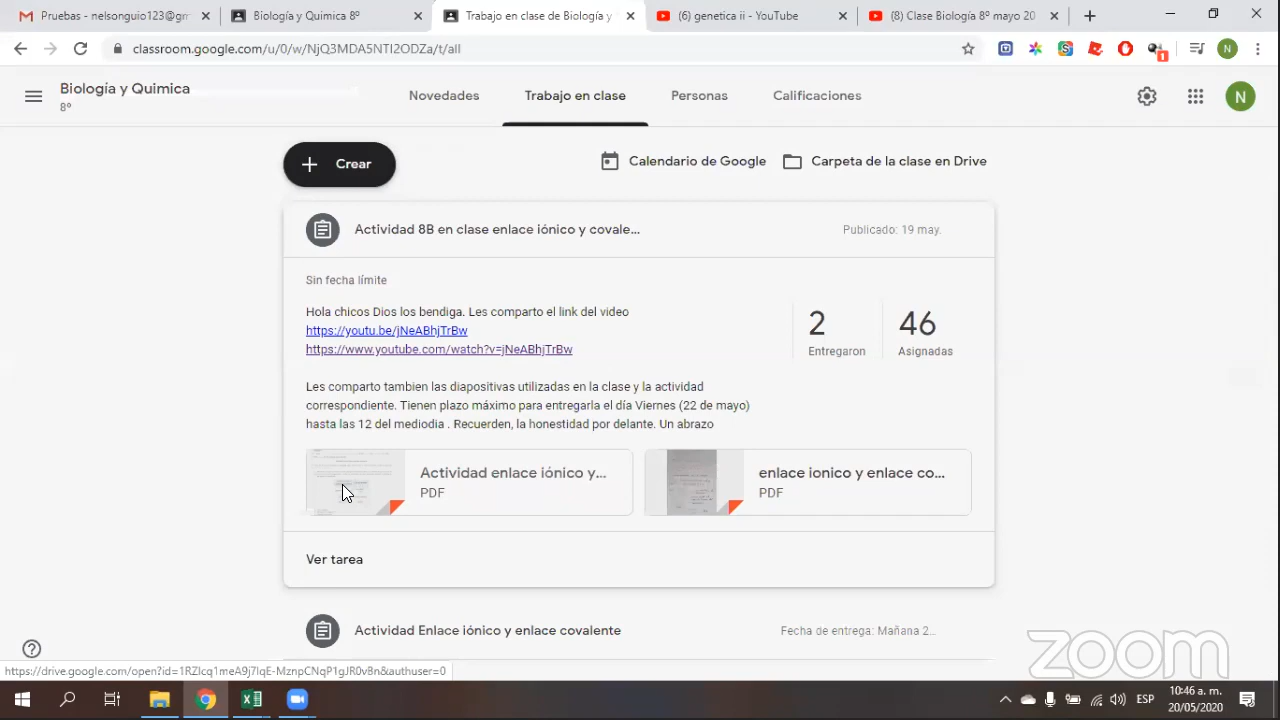 Pruebas - nelsonguio123@gm
Biología y Quimica 8º
Trabajo en clase de Biología y
(6) genetica ii - YouTube
(8) Clase Biología 8º mayo 20
classroom.google.com/u/0/w/NjQ3MDA5NTI2ODZa/t/all
N
Biología y Quimica
8º
Novedades
Trabajo en clase
Personas
Calificaciones
N
Crear
Calendario de Google
Carpeta de la clase en Drive
Actividad 8B en clase enlace iónico y covale...
Publicado: 19 may.
Sin fecha límite
Hola chicos Dios los bendiga. Les comparto el link del video
https://youtu.be/jNeABhjTrBw
https://www.youtube.com/watch?v=jNeABhjTrBw
2
Entregaron
46
Asignadas
Les comparto tambien las diapositivas utilizadas en la clase y la actividad
correspondiente. Tienen plazo máximo para entregarla el día Viernes (22 de mayo)
hasta las 12 del mediodia . Recuerden, la honestidad por delante. Un abrazo
Actividad enlace iónico y...
PDF
enlace ionico y enlace co...
PDF
Ver tarea
Actividad Enlace iónico y enlace covalente
Fecha de entrega: Mañana 2...
zoom
https://drive.google.com/open?id=1RZIcq1meA9j7IqE-MznpCNqP1gJR0v8n&authuser=0
ESP
10:46 a. m.
20/05/2020